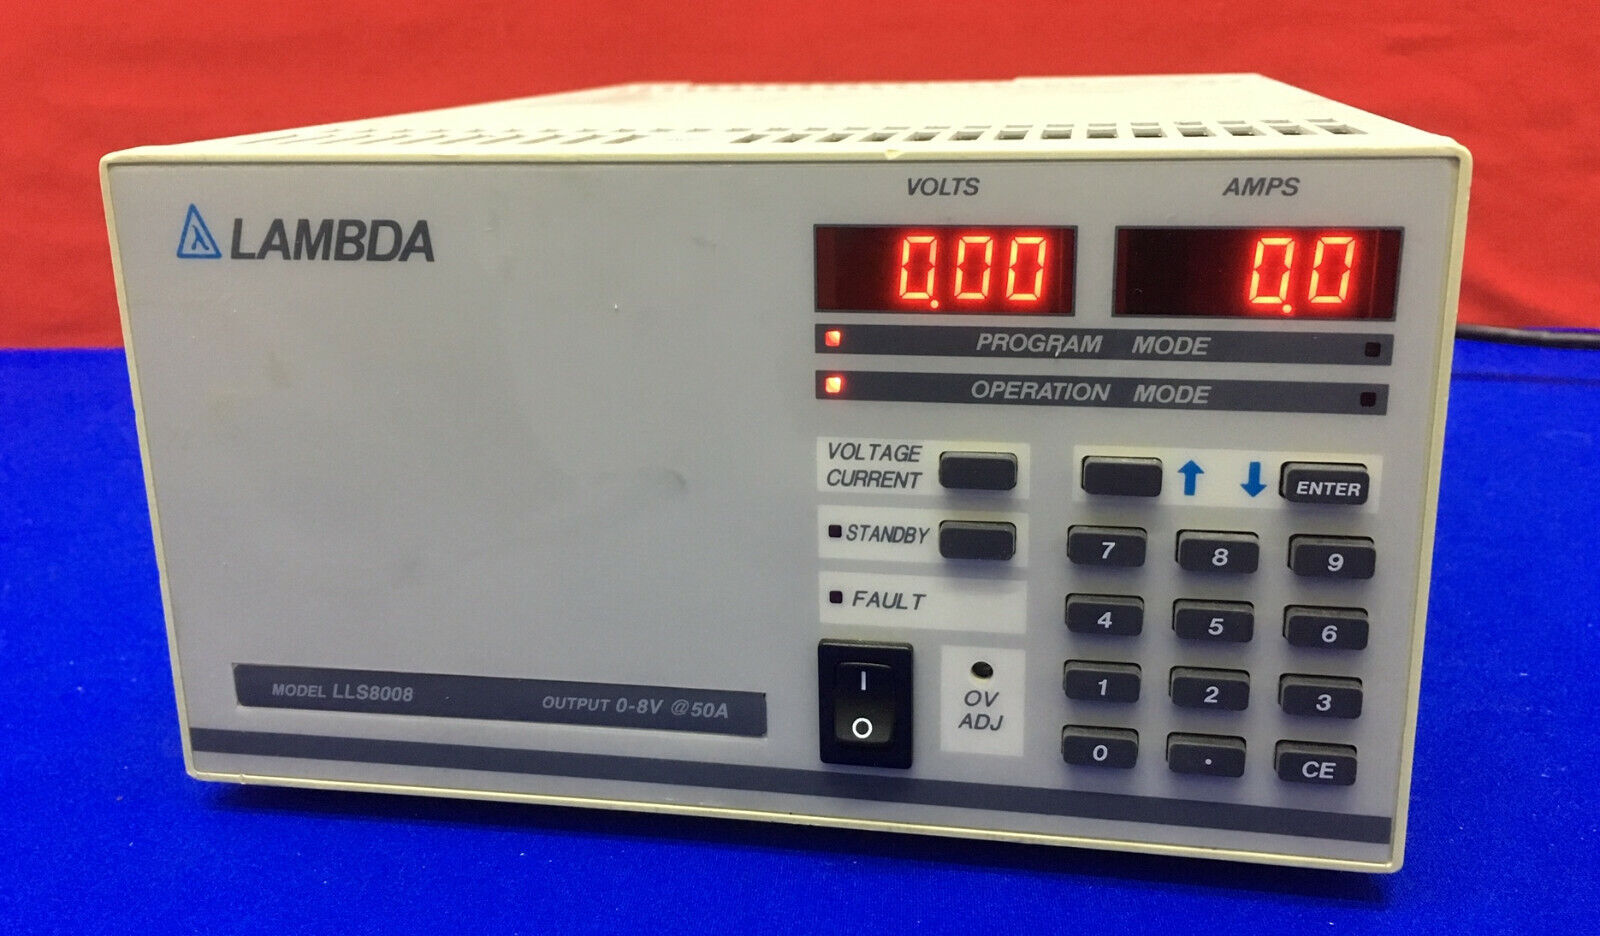 VOLTS AMPS
λ LAMBDA
0.00 0.0
PROGRAM MODE
OPERATION MODE
VOLTAGE
CURRENT
↑ ↓ ENTER
STANDBY
7 8 9
FAULT
4 5 6
1 2 3
OV
ADJ
0 . CE
I
O
MODEL LLS8008 OUTPUT 0-8V @50A